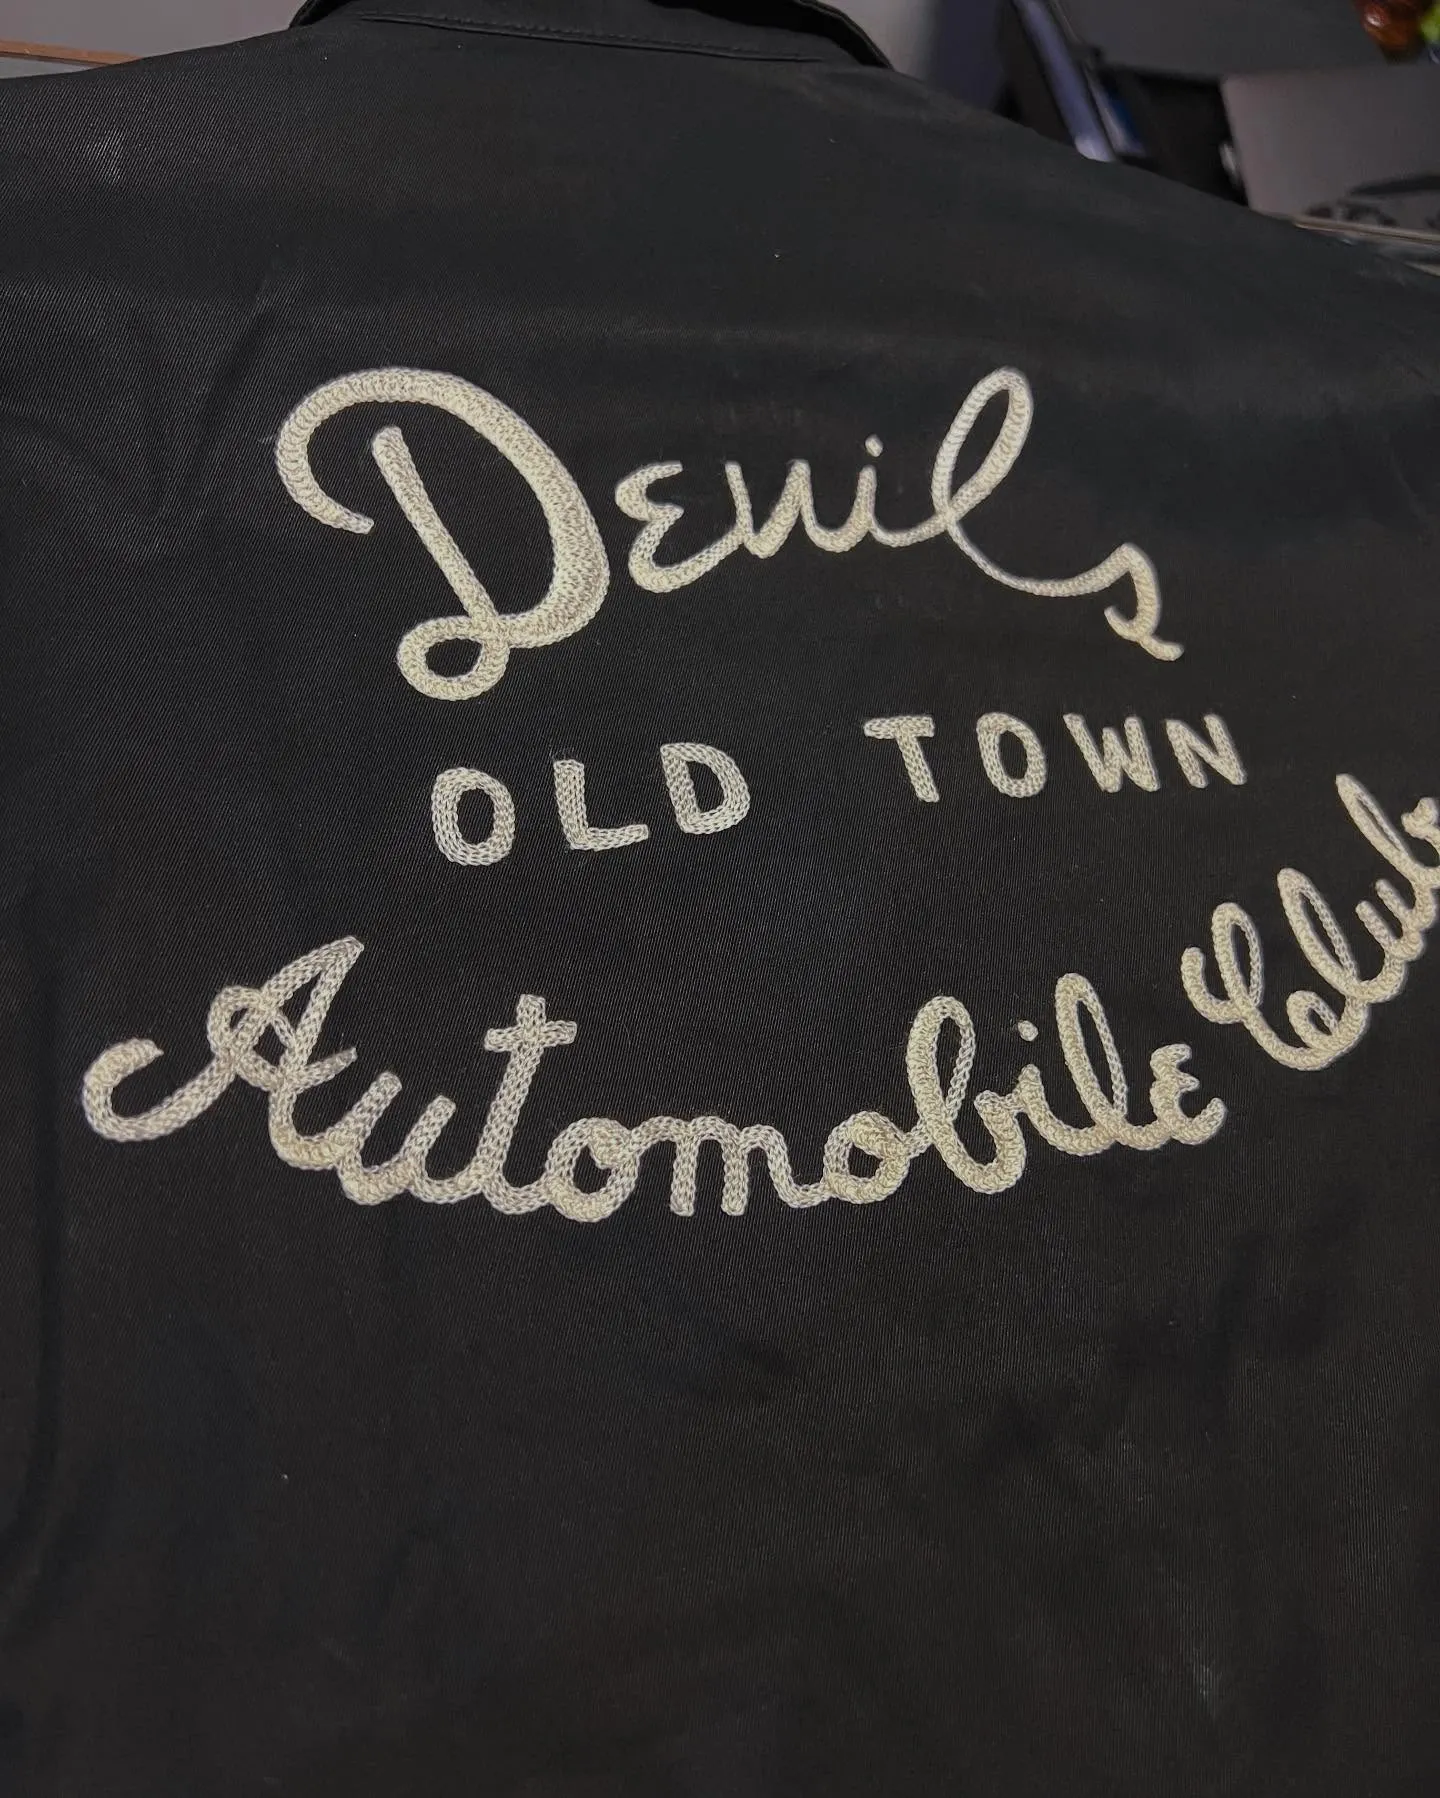 Devils
OLD TOWN
Automobile Club